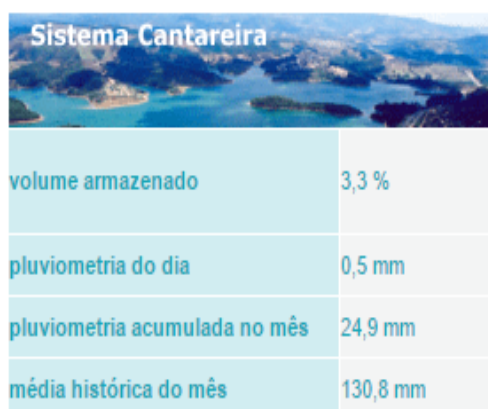 Sistema Cantareira
volume armazenado 3,3 %
pluviometria do dia 0,5 mm
pluviometria acumulada no mês 24,9 mm
média histórica do mês 130,8 mm